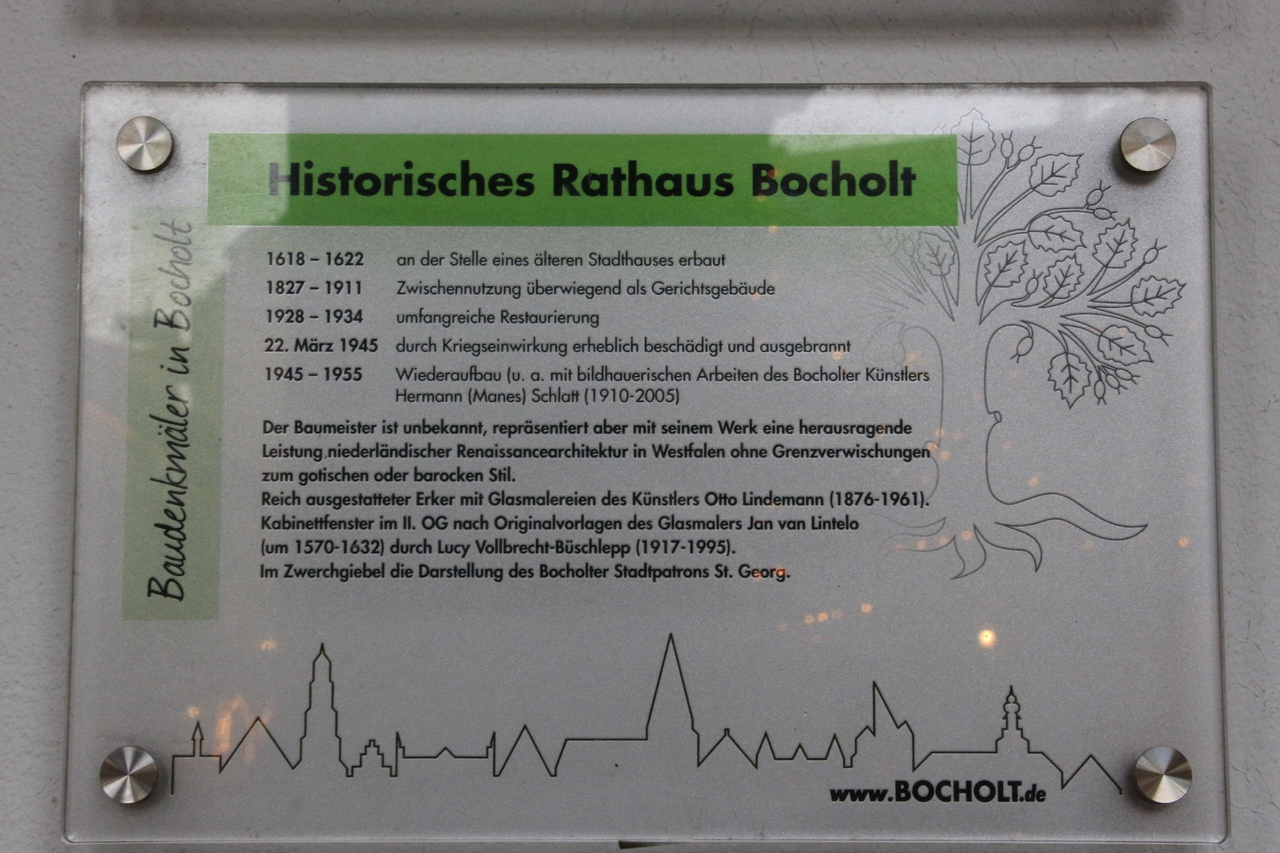 Historisches Rathaus Bocholt
Baudenkmäler in Bocholt
1618 – 1622 an der Stelle eines älteren Stadthauses erbaut
1827 – 1911 Zwischennutzung überwiegend als Gerichtsgebäude
1928 – 1934 umfangreiche Restaurierung
22. März 1945 durch Kriegseinwirkung erheblich beschädigt und ausgebrannt
1945 – 1955 Wiederaufbau (u. a. mit bildhauerischen Arbeiten des Bocholter Künstlers
Hermann (Manes) Schlatt (1910-2005)
Der Baumeister ist unbekannt, repräsentiert aber mit seinem Werk eine herausragende
Leistung niederländischer Renaissancearchitektur in Westfalen ohne Grenzverwischungen
zum gotischen oder barocken Stil.
Reich ausgestatteter Erker mit Glasmalereien des Künstlers Otto Lindemann (1876-1961).
Kabinettfenster im II. OG nach Originalvorlagen des Glasmalers Jan van Lintelo
(um 1570-1632) durch Lucy Vollbrecht-Büschlepp (1917-1995).
Im Zwerchgiebel die Darstellung des Bocholter Stadtpatrons St. Georg.
www.BOCHOLT.de